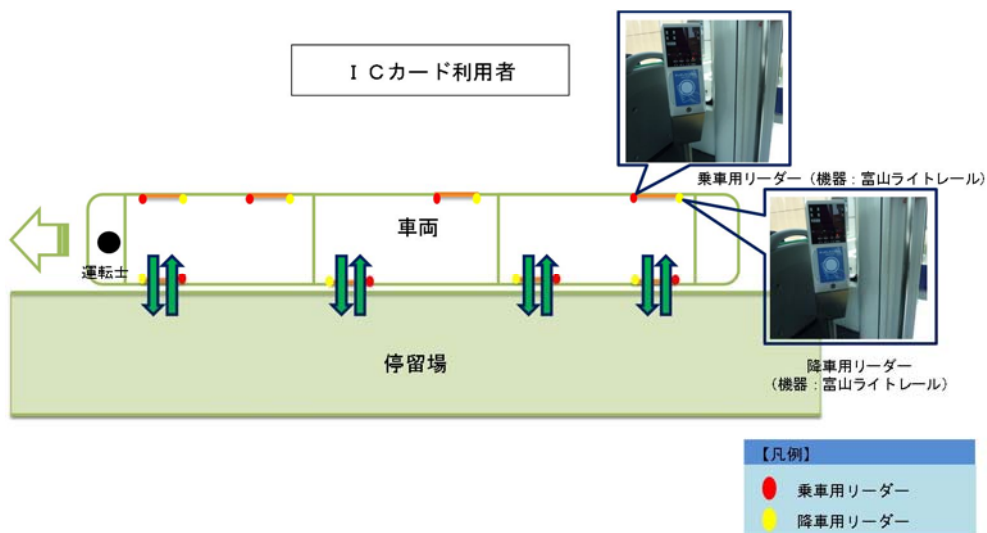 ＩＣカード利用者
乗車用リーダー（機器：富山ライトレール）
車両
運転士
停留場
降車用リーダー
（機器：富山ライトレール）
【凡例】
乗車用リーダー
降車用リーダー